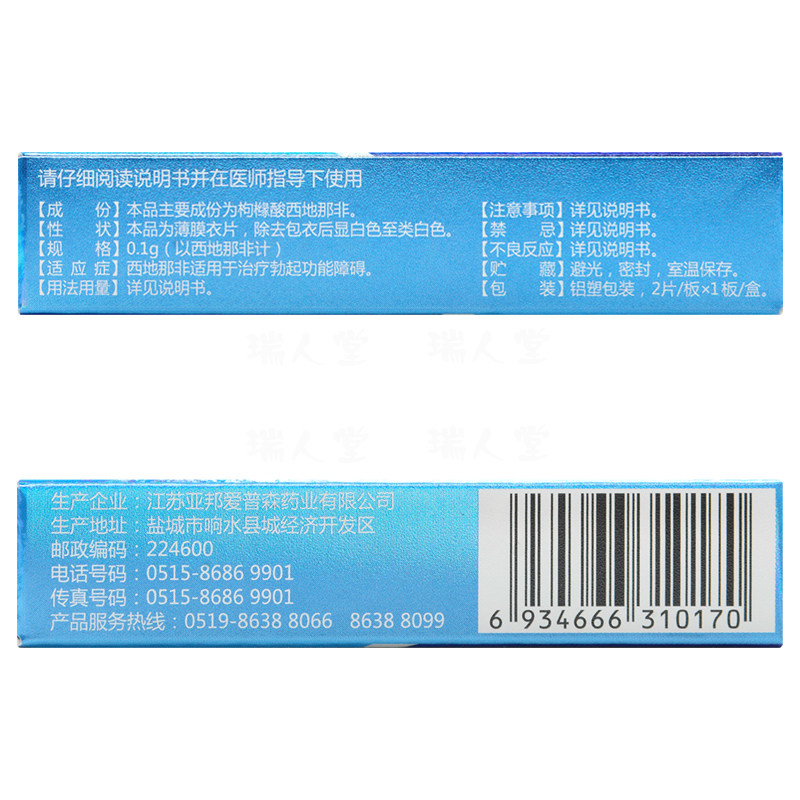 请仔细阅读说明书并在医师指导下使用
【成　份】本品主要成份为枸橼酸西地那非。
【性　状】本品为薄膜衣片，除去包衣后显白色至类白色。
【规　格】0.1g（以西地那非计）
【适 应 症】西地那非适用于治疗勃起功能障碍。
【用法用量】详见说明书。
【注意事项】详见说明书。
【禁　忌】详见说明书。
【不良反应】详见说明书。
【贮　藏】避光，密封，室温保存。
【包　装】铝塑包装，2片/板×1板/盒。
瑞人堂 瑞人堂
瑞人堂 瑞人堂
生产企业：江苏亚邦爱普森药业有限公司
生产地址：盐城市响水县城经济开发区
邮政编码：224600
电话号码：0515-8686 9901
传真号码：0515-8686 9901
产品服务热线：0519-8638 8066 8638 8099
6 934666 310170